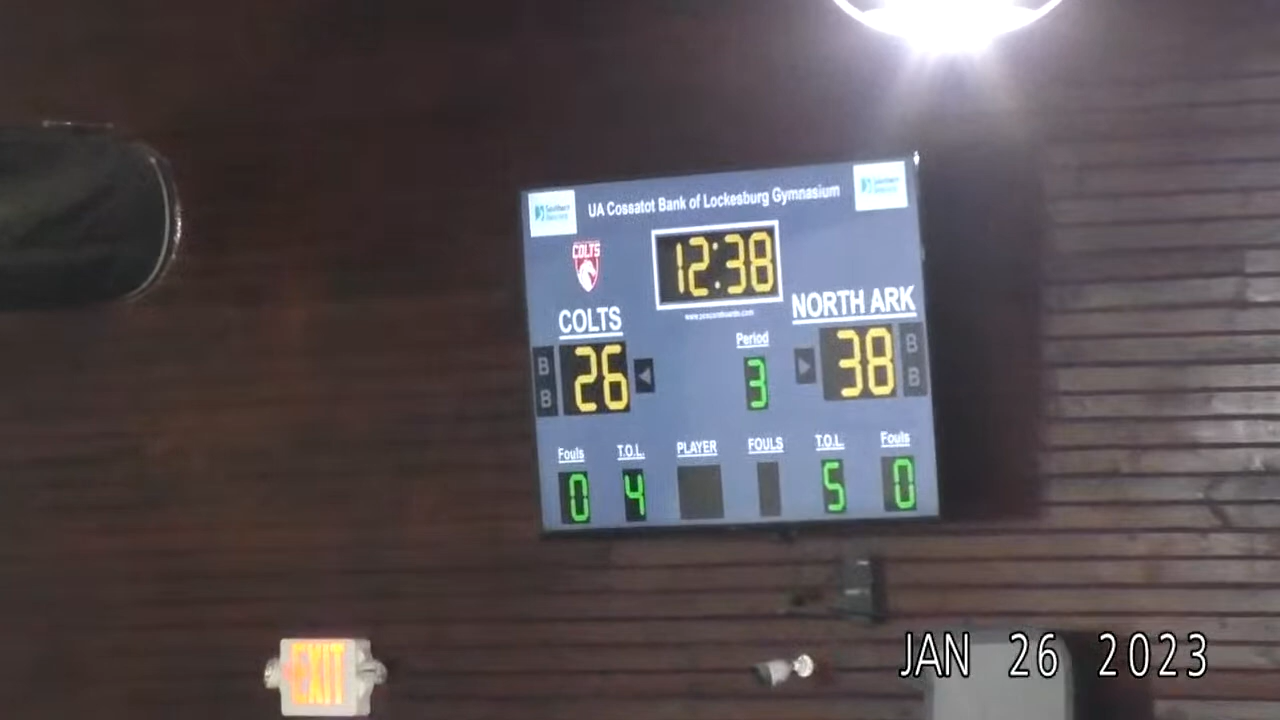 UA Cossatot Bank of Lockesburg Gymnasium
COLTS
12:38
COLTS
NORTH ARK
Period
B
B
26
3
38
B
B
Fouls
T.O.L.
PLAYER
FOULS
T.O.L.
Fouls
0
4
5
0
EXIT
JAN 26 2023